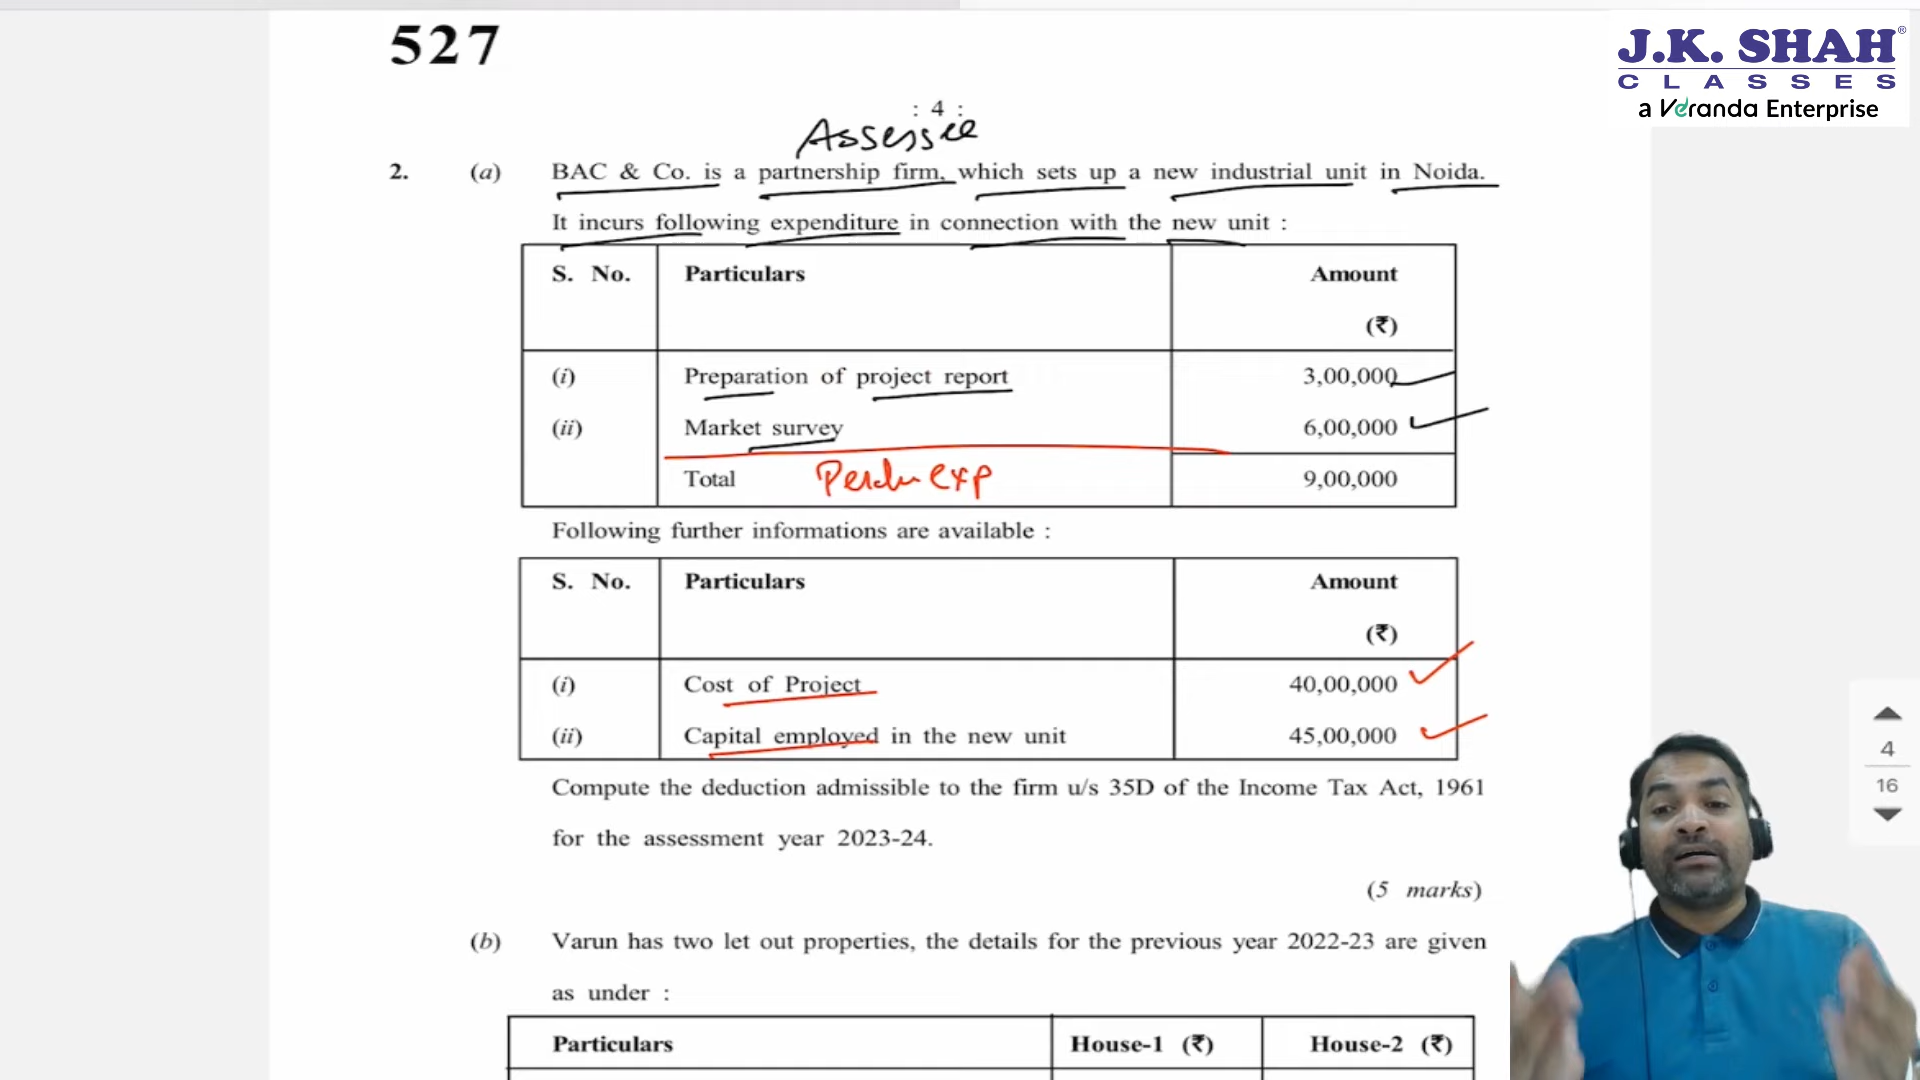 527
J.K. SHAH®
CLASSES
a Veranda Enterprise
: 4 :
Assessee
2. (a) BAC & Co. is a partnership firm, which sets up a new industrial unit in Noida.
It incurs following expenditure in connection with the new unit :
S. No. Particulars Amount
(₹)
(i) Preparation of project report 3,00,000
(ii) Market survey 6,00,000
Total exp 9,00,000
Following further informations are available :
S. No. Particulars Amount
(₹)
(i) Cost of Project 40,00,000
(ii) Capital employed in the new unit 45,00,000
Compute the deduction admissible to the firm u/s 35D of the Income Tax Act, 1961
for the assessment year 2023-24.
(5 marks)
(b) Varun has two let out properties, the details for the previous year 2022-23 are given
as under :
Particulars House-1 (₹) House-2 (₹)
4
16